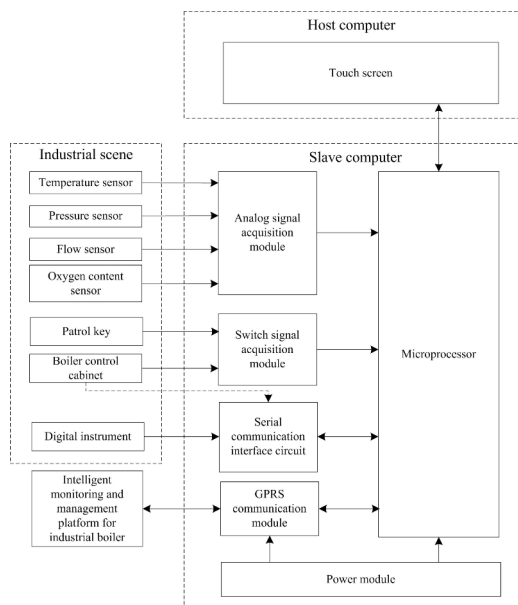 Host computer
Touch screen
Industrial scene
Slave computer
Temperature sensor
Pressure sensor
Flow sensor
Oxygen content
sensor
Analog signal
acquisition
module
Patrol key
Boiler control
cabinet
Switch signal
acquisition
module
Microprocessor
Digital instrument
Serial
communication
interface circuit
Intelligent
monitoring and
management
platform for
industrial boiler
GPRS
communication
module
Power module